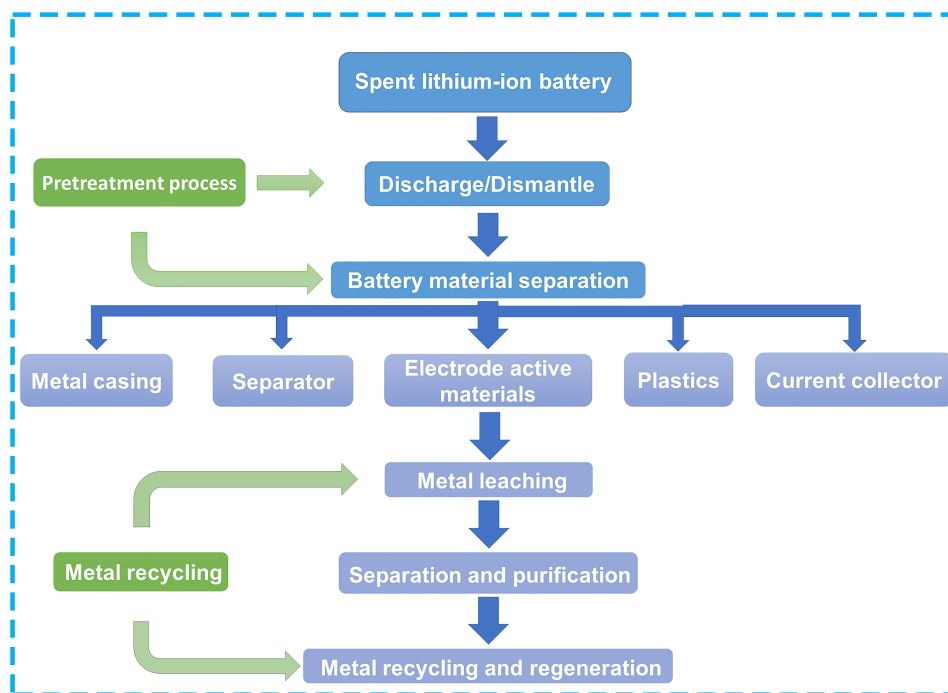 Spent lithium-ion battery
Pretreatment process
Discharge/Dismantle
Battery material separation
Metal casing
Separator
Electrode active
materials
Plastics
Current collector
Metal leaching
Metal recycling
Separation and purification
Metal recycling and regeneration